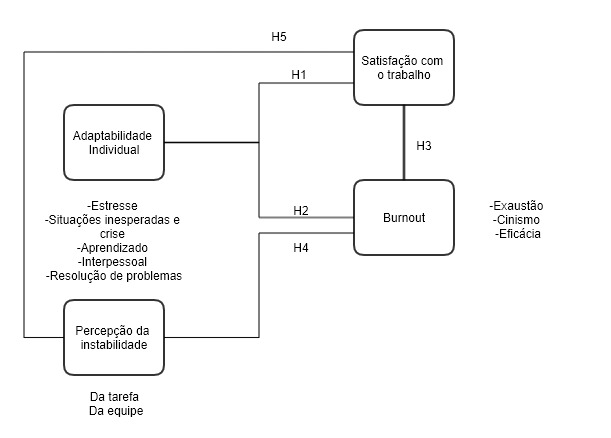 H5
Satisfação com
o trabalho
H1
Adaptabilidade
Individual
H3
-Estresse
-Situações inesperadas e
crise
-Aprendizado
-Interpessoal
-Resolução de problemas
H2
Burnout
H4
-Exaustão
-Cinismo
-Eficácia
Percepção da
instabilidade
Da tarefa
Da equipe